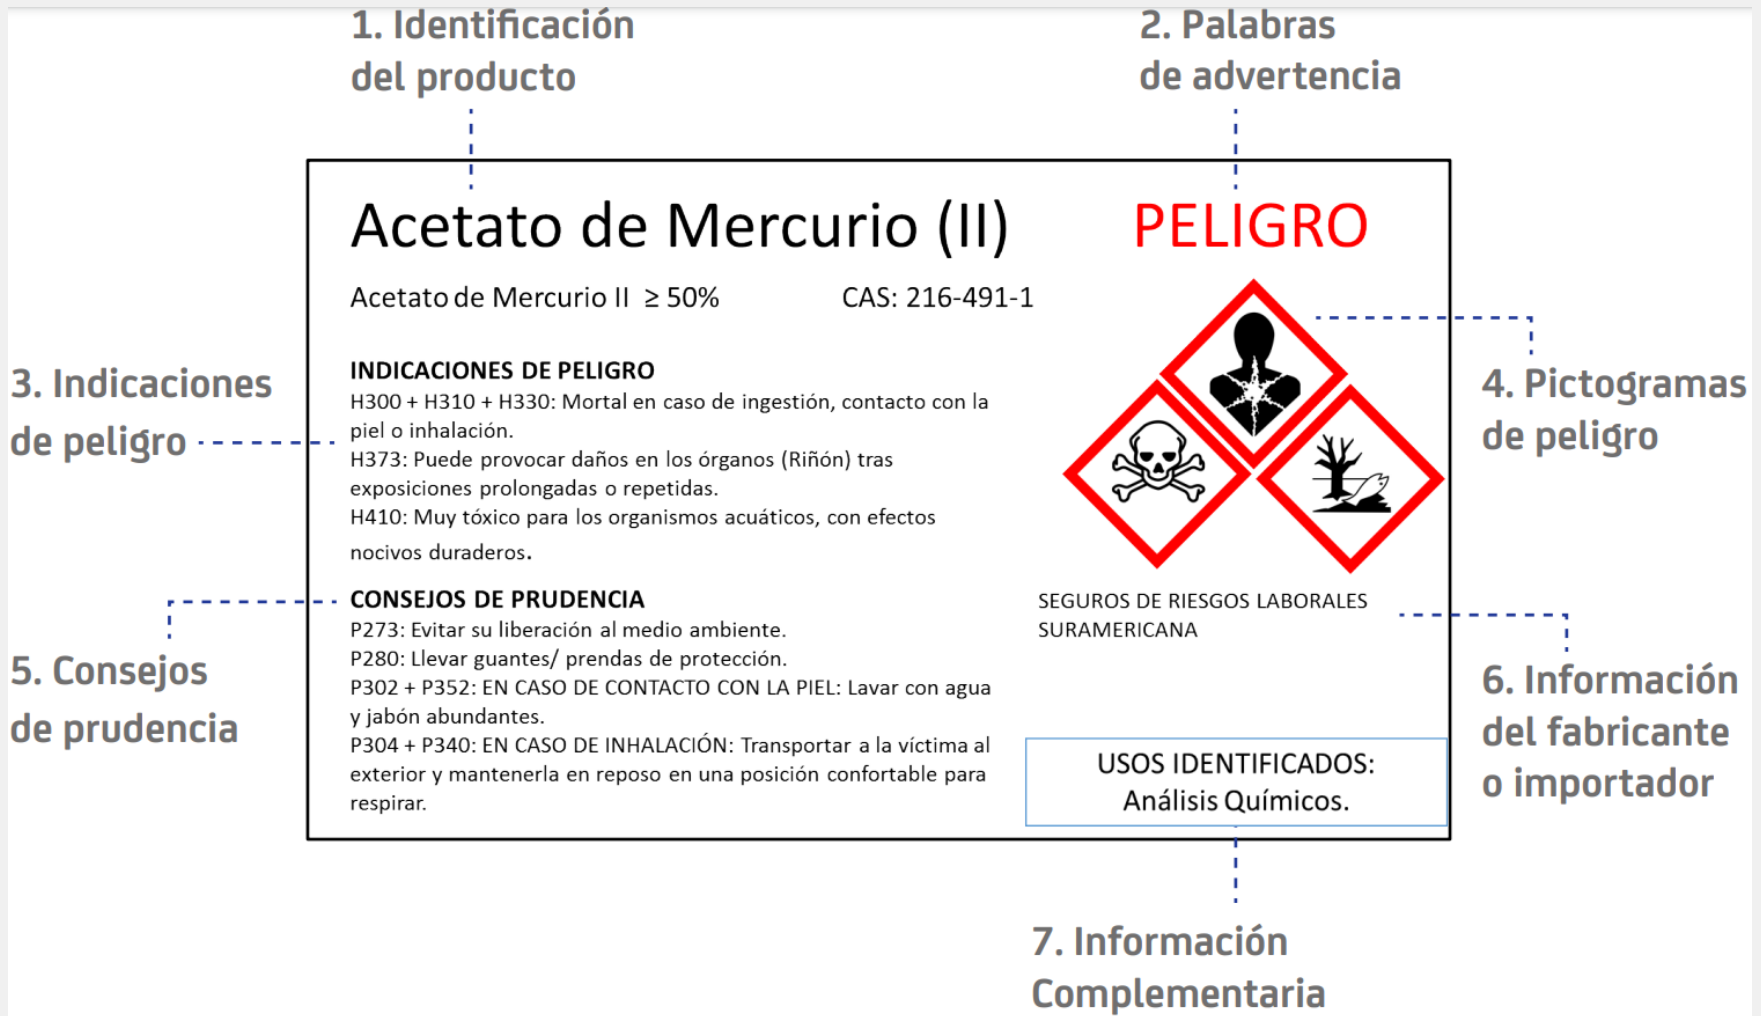 1. Identificación
del producto
2. Palabras
de advertencia
Acetato de Mercurio (II)
PELIGRO
Acetato de Mercurio II ≥ 50%
CAS: 216-491-1
3. Indicaciones
de peligro
INDICACIONES DE PELIGRO
H300 + H310 + H330: Mortal en caso de ingestión, contacto con la
piel o inhalación.
H373: Puede provocar daños en los órganos (Riñón) tras
exposiciones prolongadas o repetidas.
H410: Muy tóxico para los organismos acuáticos, con efectos
nocivos duraderos.
4. Pictogramas
de peligro
5. Consejos
de prudencia
CONSEJOS DE PRUDENCIA
P273: Evitar su liberación al medio ambiente.
P280: Llevar guantes/ prendas de protección.
P302 + P352: EN CASO DE CONTACTO CON LA PIEL: Lavar con agua
y jabón abundantes.
P304 + P340: EN CASO DE INHALACIÓN: Transportar a la víctima al
exterior y mantenerla en reposo en una posición confortable para
respirar.
SEGUROS DE RIESGOS LABORALES
SURAMERICANA
6. Información
del fabricante
o importador
USOS IDENTIFICADOS:
Análisis Químicos.
7. Información
Complementaria